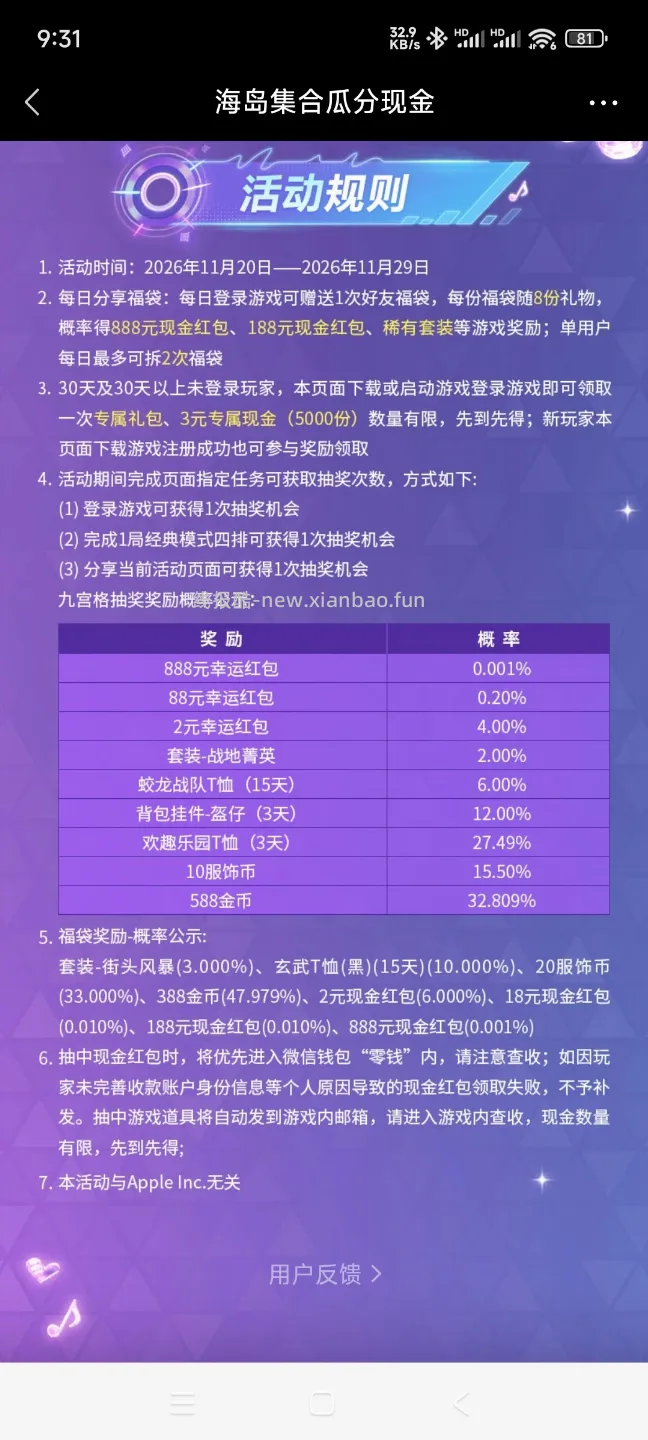 9:31
32.9 KB/s HD HD 6 81
海岛集合瓜分现金
活动规则
1. 活动时间：2026年11月20日——2026年11月29日
2. 每日分享福袋：每日登录游戏可赠送1次好友福袋，每份福袋随8份礼物，
概率得888元现金红包、188元现金红包、稀有套装等游戏奖励；单用户
每日最多可拆2次福袋
3. 30天及30天以上未登录玩家，本页面下载或启动游戏登录游戏即可领取
一次专属礼包、3元专属现金（5000份）数量有限，先到先得；新玩家本
页面下载游戏注册成功也可参与奖励领取
4. 活动期间完成页面指定任务可获取抽奖次数，方式如下:
(1) 登录游戏可获得1次抽奖机会
(2) 完成1局经典模式四排可获得1次抽奖机会
(3) 分享当前活动页面可获得1次抽奖机会
九宫格抽奖奖励概率公示:
-new.xianbao.fun
奖 励 概 率
888元幸运红包 0.001%
88元幸运红包 0.20%
2元幸运红包 4.00%
套装-战地菁英 2.00%
蛟龙战队T恤（15天） 6.00%
背包挂件-盔仔（3天） 12.00%
欢趣乐园T恤（3天） 27.49%
10服饰币 15.50%
588金币 32.809%
5. 福袋奖励-概率公示:
套装-街头风暴(3.000%)、玄武T恤(黑)(15天)(10.000%)、20服饰币
(33.000%)、388金币(47.979%)、2元现金红包(6.000%)、18元现金红包
(0.010%)、188元现金红包(0.010%)、888元现金红包(0.001%)
6. 抽中现金红包时，将优先进入微信钱包“零钱”内，请注意查收；如因玩
家未完善收款账户身份信息等个人原因导致的现金红包领取失败，不予补
发。抽中游戏道具将自动发到游戏内邮箱，请进入游戏内查收，现金数量
有限，先到先得;
7. 本活动与Apple Inc.无关
用户反馈